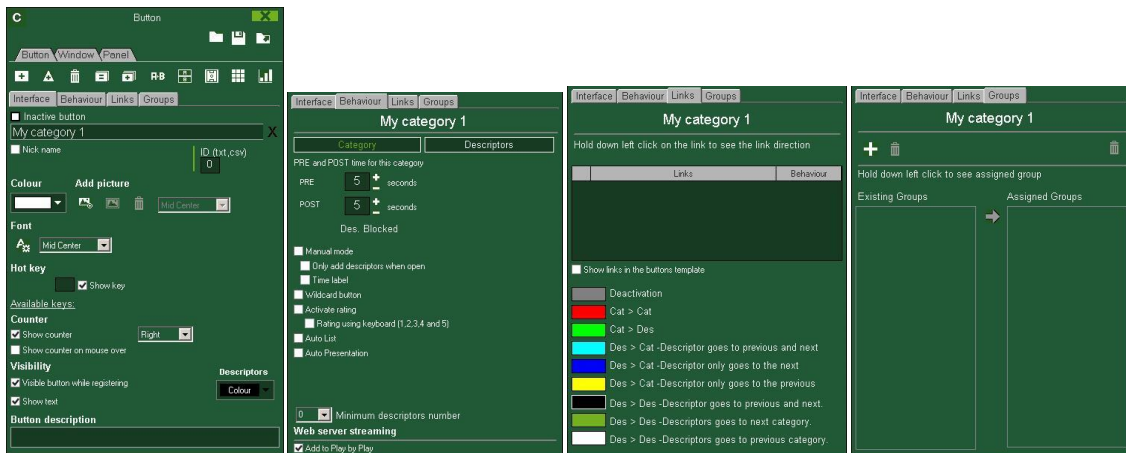 C Button X
Button Window Panel
A-B
Interface Behaviour Links Groups
Inactive button
My category 1 X
Nick name ID (txt,csv)
0
Colour Add picture
Mid Center
Font
Mid Center
Hot key
Show key
Available keys:
Counter
Show counter Right
Show counter on mouse over
Visibility Descriptors
Visible button while registering
Colour
Show text
Button description
Interface Behaviour Links Groups
My category 1
Category Descriptors
PRE and POST time for this category
PRE 5 seconds
POST 5 seconds
Des. Blocked
Manual mode
Only add descriptors when open
Time label
Wildcard button
Activate rating
Rating using keyboard (1,2,3,4 and 5)
Auto List
Auto Presentation
0 Minimum descriptors number
Web server streaming
Add to Play by Play
Interface Behaviour Links Groups
My category 1
Hold down left click on the link to see the link direction
Links Behaviour
Show links in the buttons template
Deactivation
Cat > Cat
Cat > Des
Des > Cat -Descriptor goes to previous and next
Des > Cat -Descriptor only goes to the next
Des > Cat -Descriptor only goes to the previous
Des > Des -Descriptor goes to previous and next.
Des > Des -Descriptors goes to next category.
Des > Des -Descriptors goes to previous category.
Interface Behaviour Links Groups
My category 1
Hold down left click to see assigned group
Existing Groups Assigned Groups